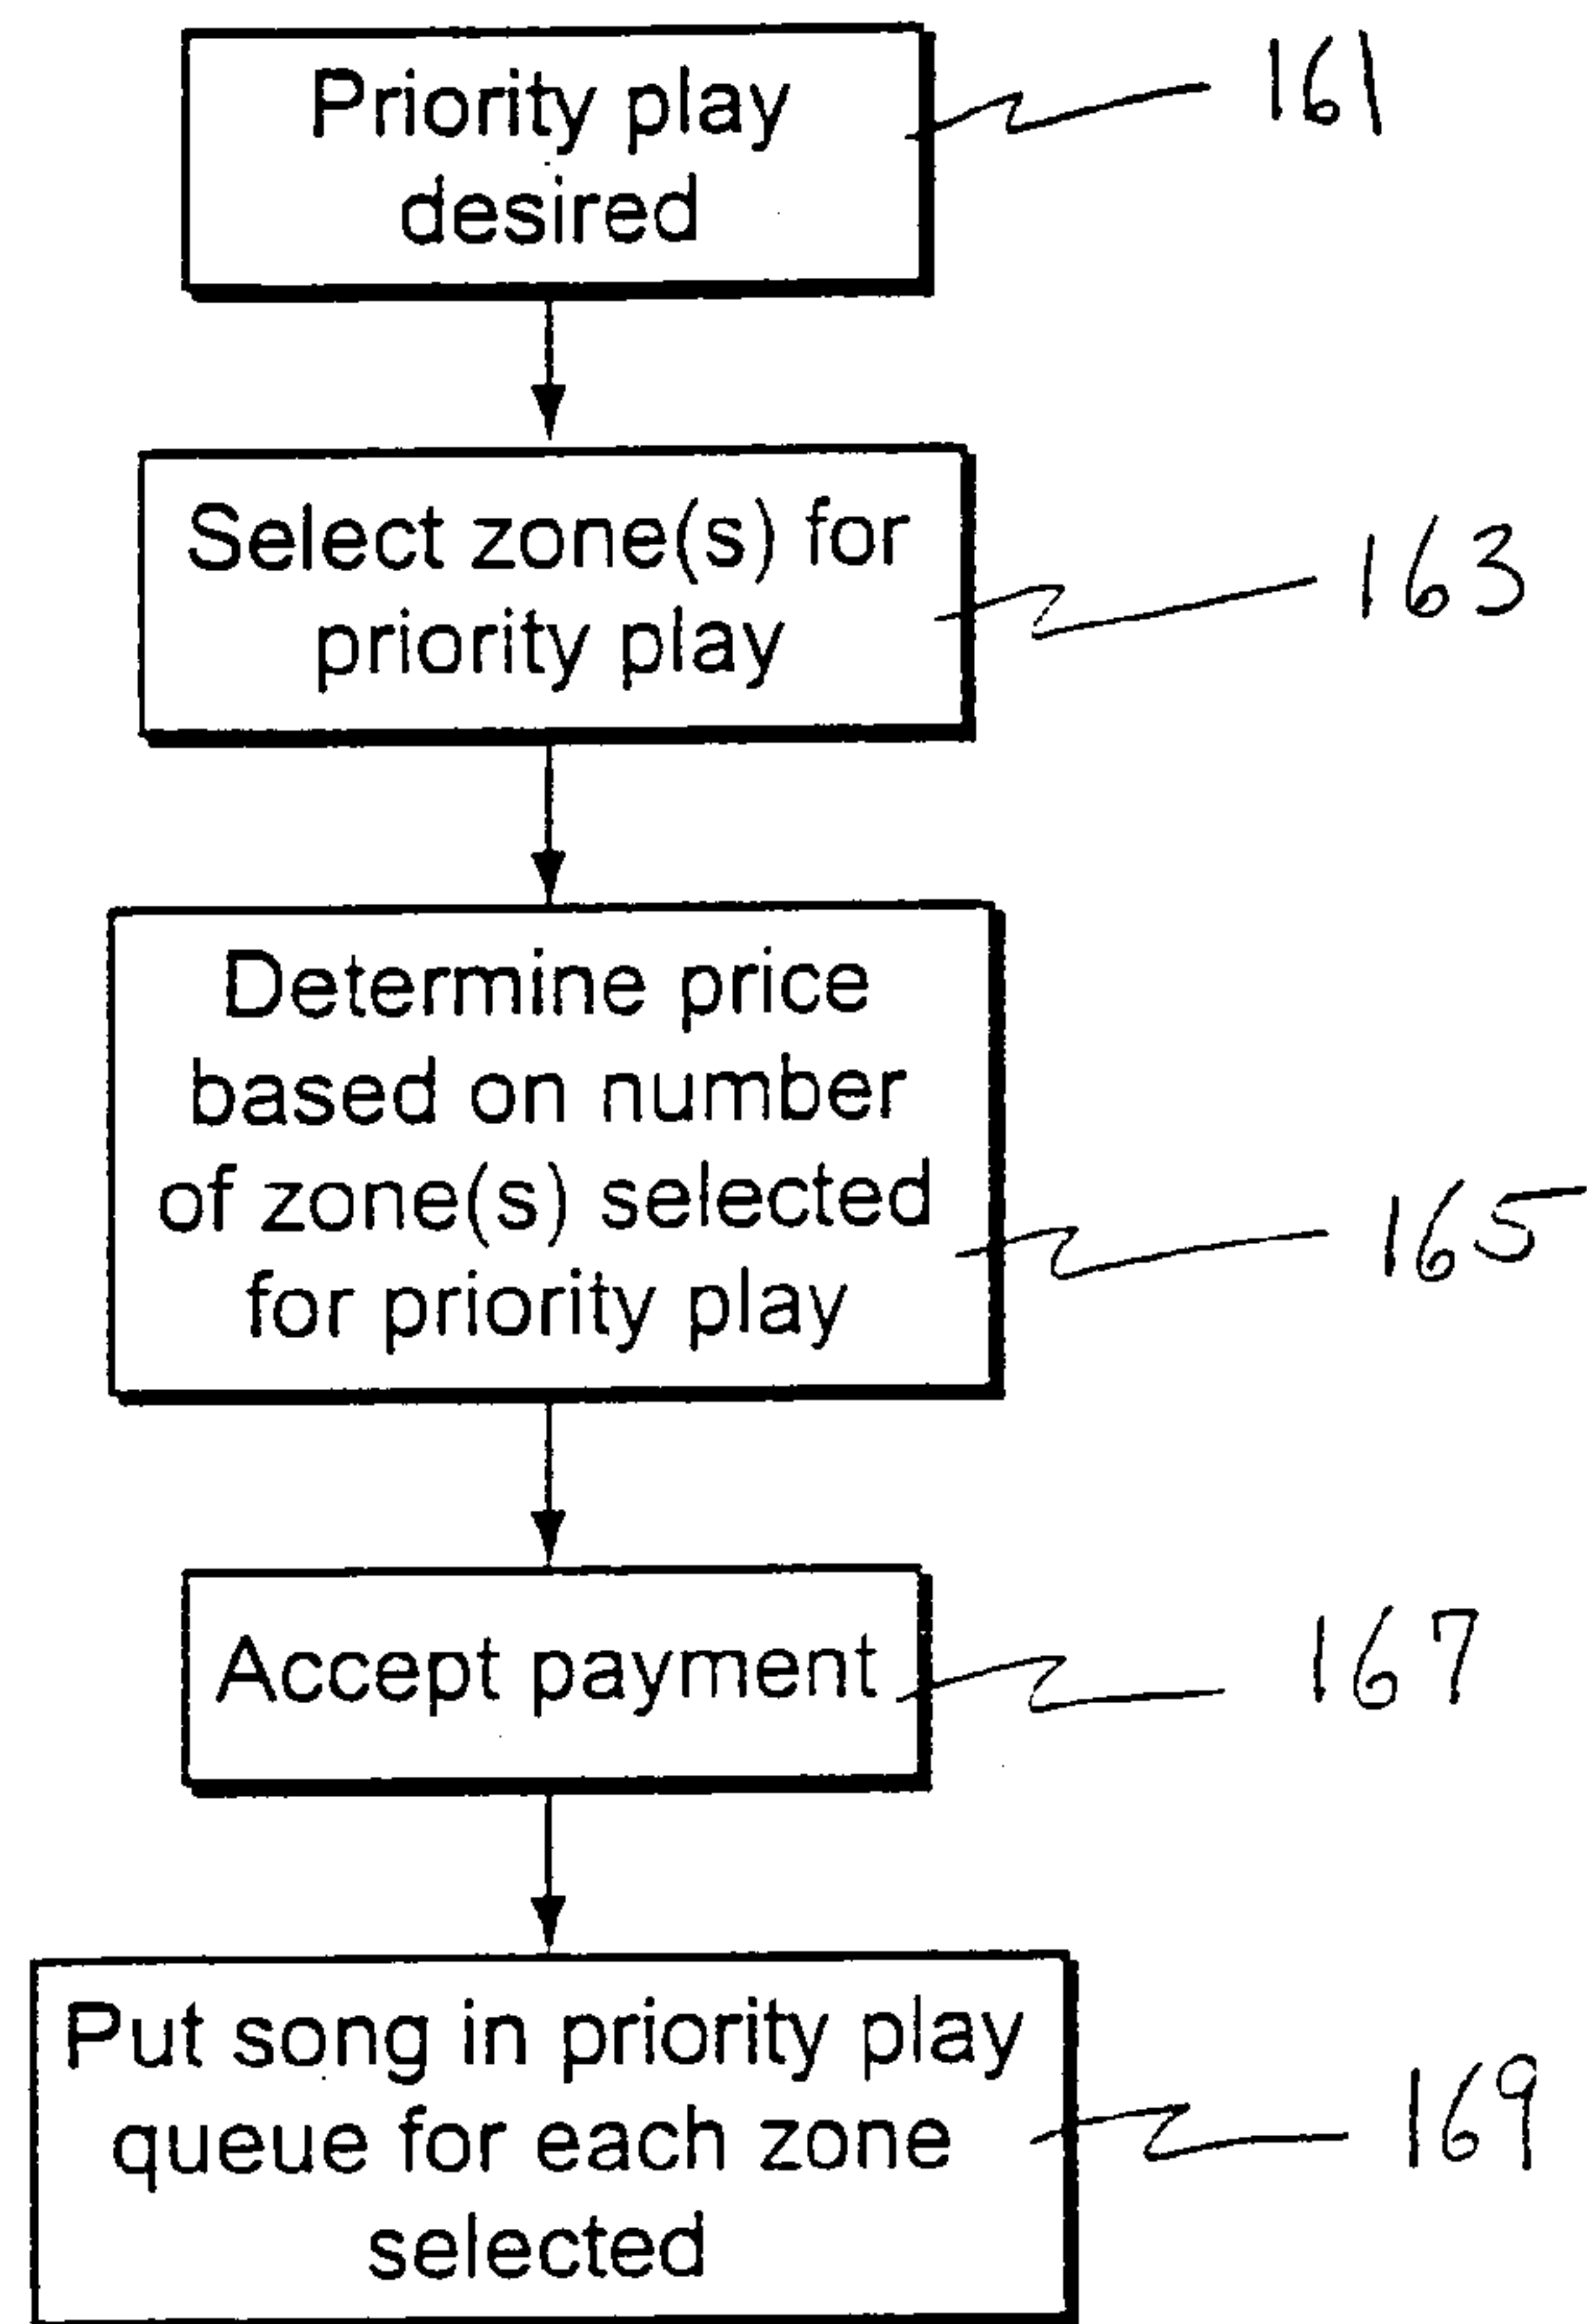 Priority play
desired
161
Select zone(s) for
priority play
163
Determine price
based on number
of zone(s) selected
for priority play
165
Accept payment
167
Put song in priority play
queue for each zone
selected
169